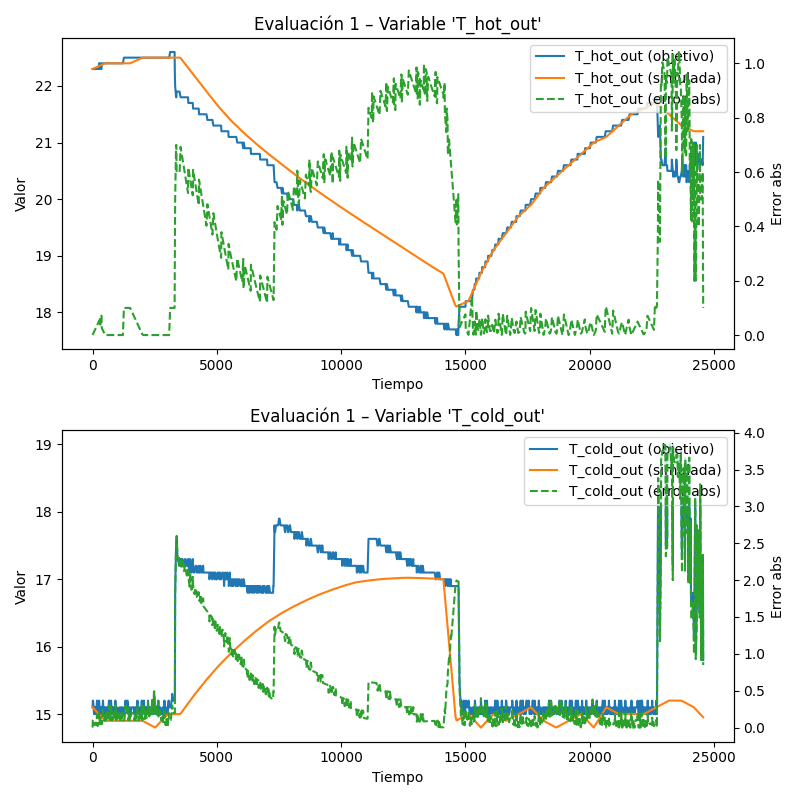 Evaluación 1 – Variable 'T_hot_out'
T_hot_out (objetivo)
T_hot_out (simulada)
T_hot_out (error abs)
22
21
20
19
18
Valor
1.0
0.8
0.6
0.4
0.2
0.0
Error abs
0 5000 10000 15000 20000 25000
Tiempo
Evaluación 1 – Variable 'T_cold_out'
T_cold_out (objetivo)
T_cold_out (simulada)
T_cold_out (error abs)
19
18
17
16
15
Valor
4.0
3.5
3.0
2.5
2.0
1.5
1.0
0.5
0.0
Error abs
0 5000 10000 15000 20000 25000
Tiempo